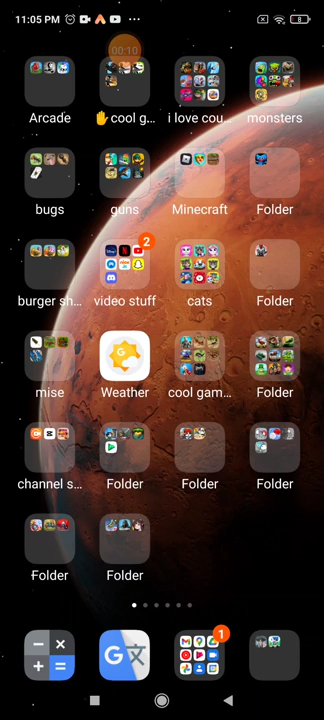 11:05 PM
8
00:10
Arcade
✋cool g...
i love cou...
monsters
bugs
guns
Minecraft
Folder
2
burger sh...
video stuff
cats
Folder
mise
Weather
cool gam...
Folder
channel s...
Folder
Folder
Folder
Folder
Folder
1